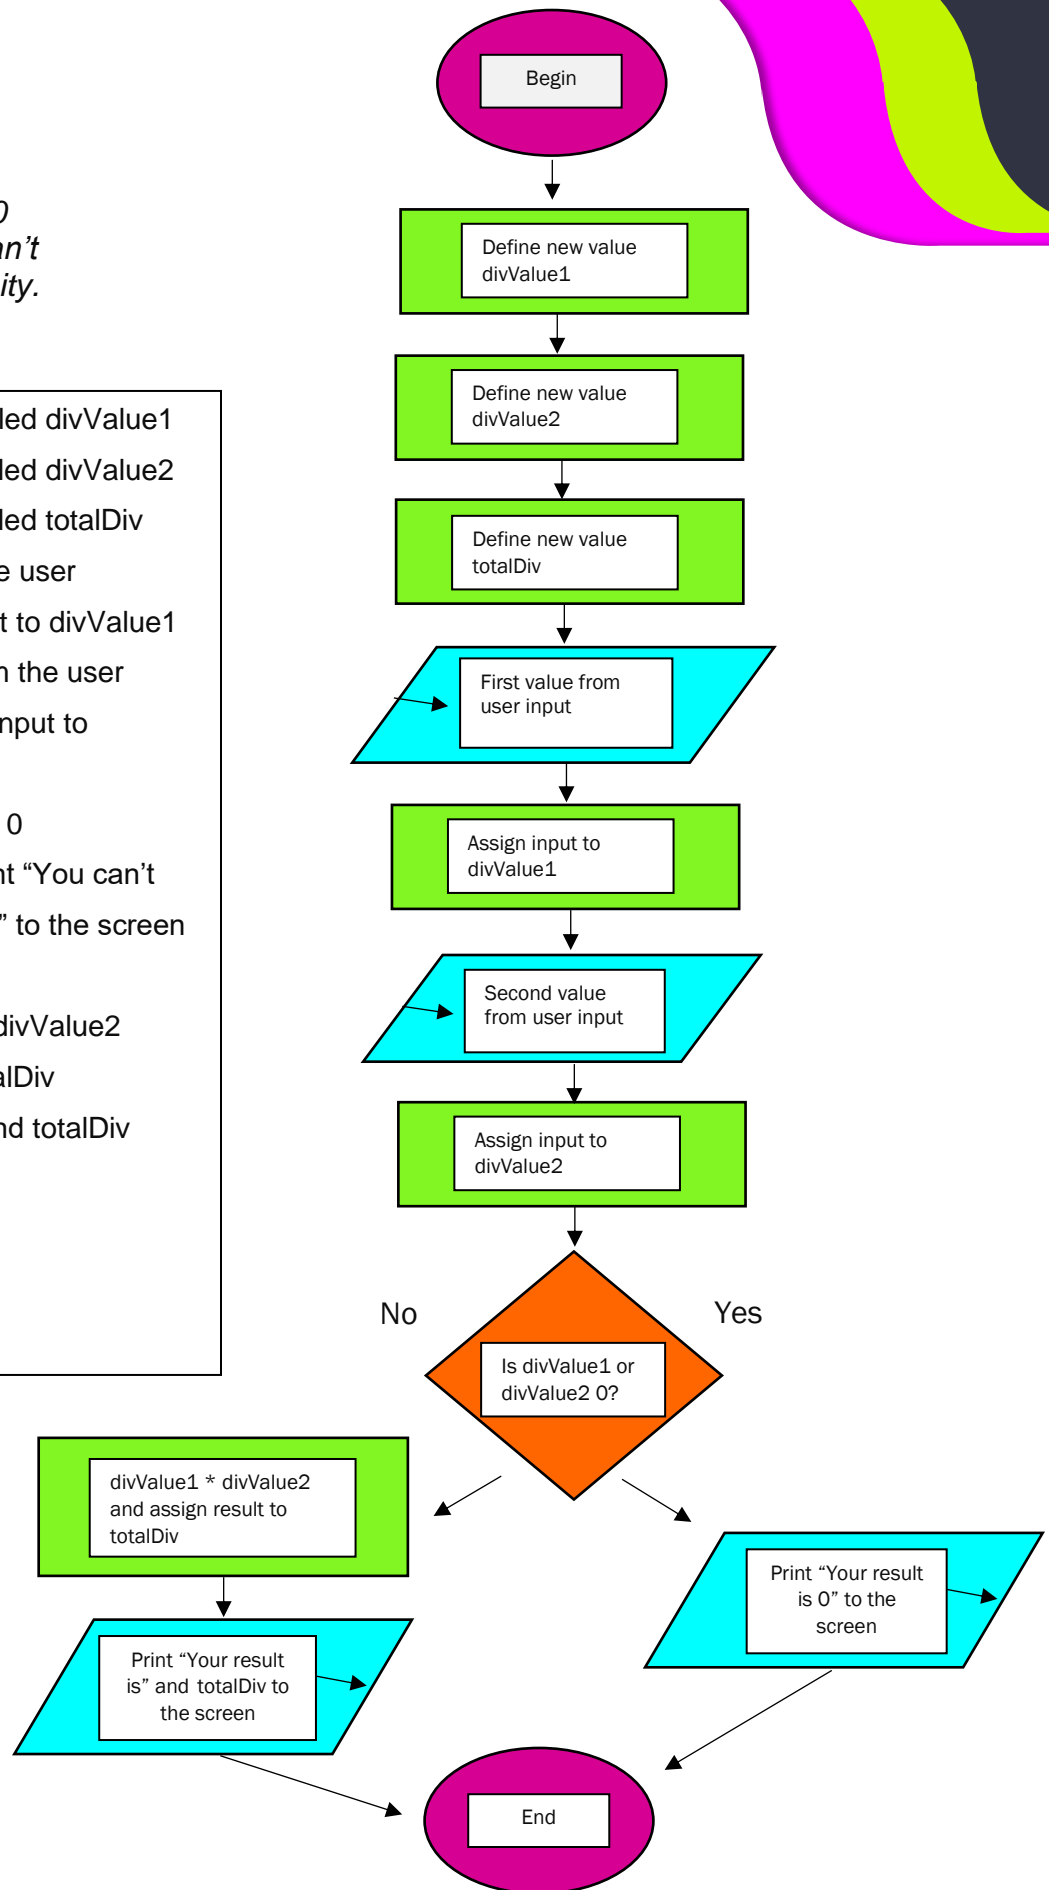 0
an't
ity.
led divValue1
led divValue2
led totalDiv
e user
t to divValue1
n the user
nput to
0
nt “You can’t
” to the screen
divValue2
alDiv
nd totalDiv
Begin
Define new value
divValue1
Define new value
divValue2
Define new value
totalDiv
First value from
user input
Assign input to
divValue1
Second value
from user input
Assign input to
divValue2
No
Yes
Is divValue1 or
divValue2 0?
divValue1 * divValue2
and assign result to
totalDiv
Print “Your result
is” and totalDiv to
the screen
Print “Your result
is 0” to the
screen
End